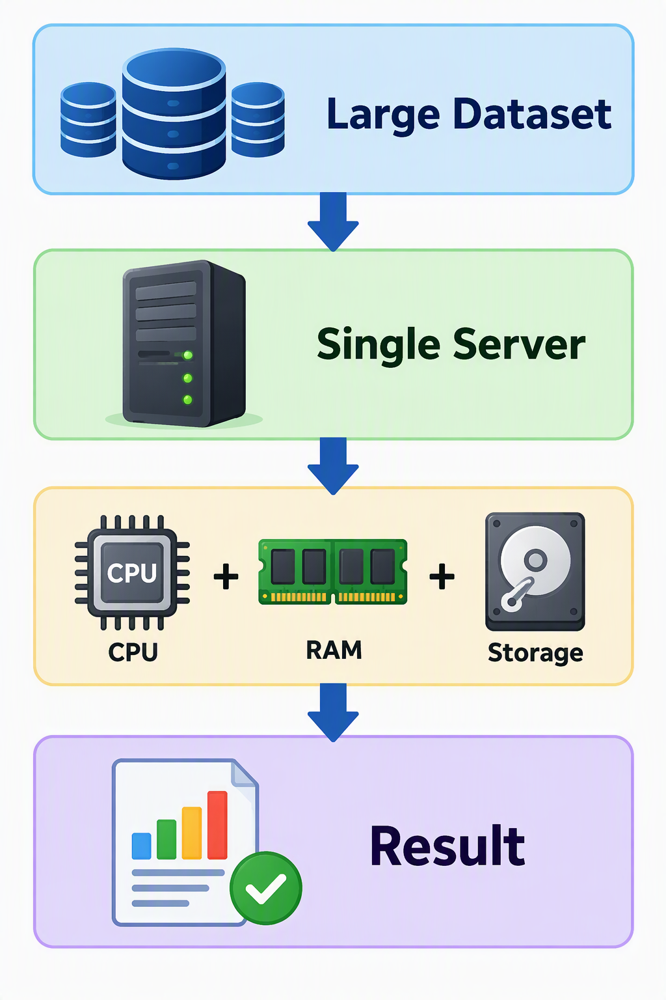 Large Dataset
Single Server
CPU
+
+
CPU
RAM
Storage
Result